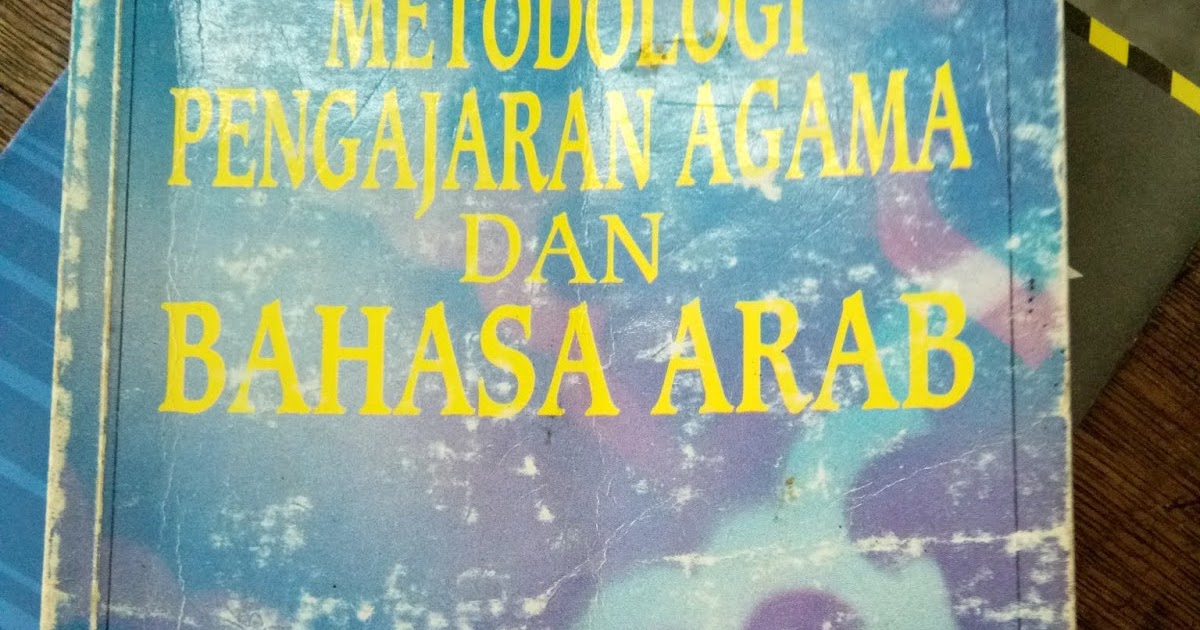 METODOLOGI
PENGAJARAN AGAMA
DAN
BAHASA ARAB